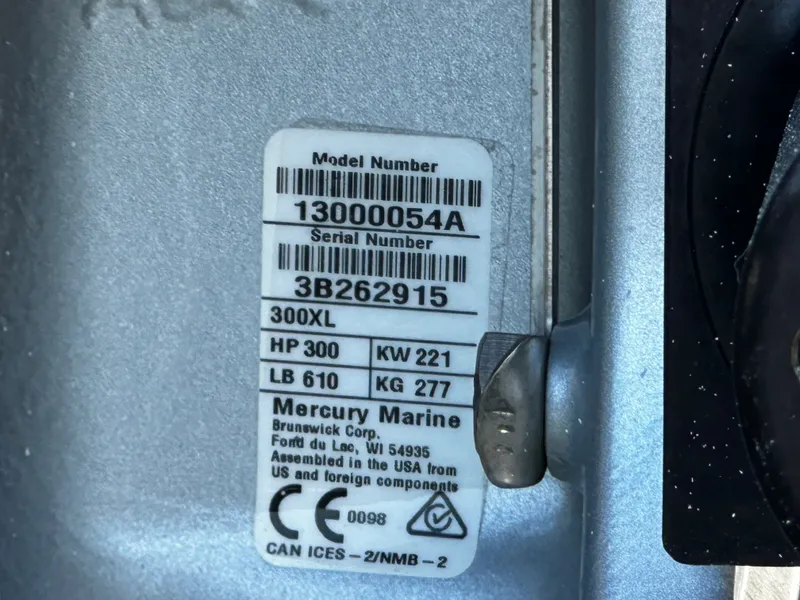 Model Number
13000054A
Serial Number
3B262915
300XL
HP 300 KW 221
LB 610 KG 277
Mercury Marine
Brunswick Corp.
Fond du Lac, WI 54935
Assembled in the USA from
US and foreign components
CE 0098
CAN ICES-2/NMB-2